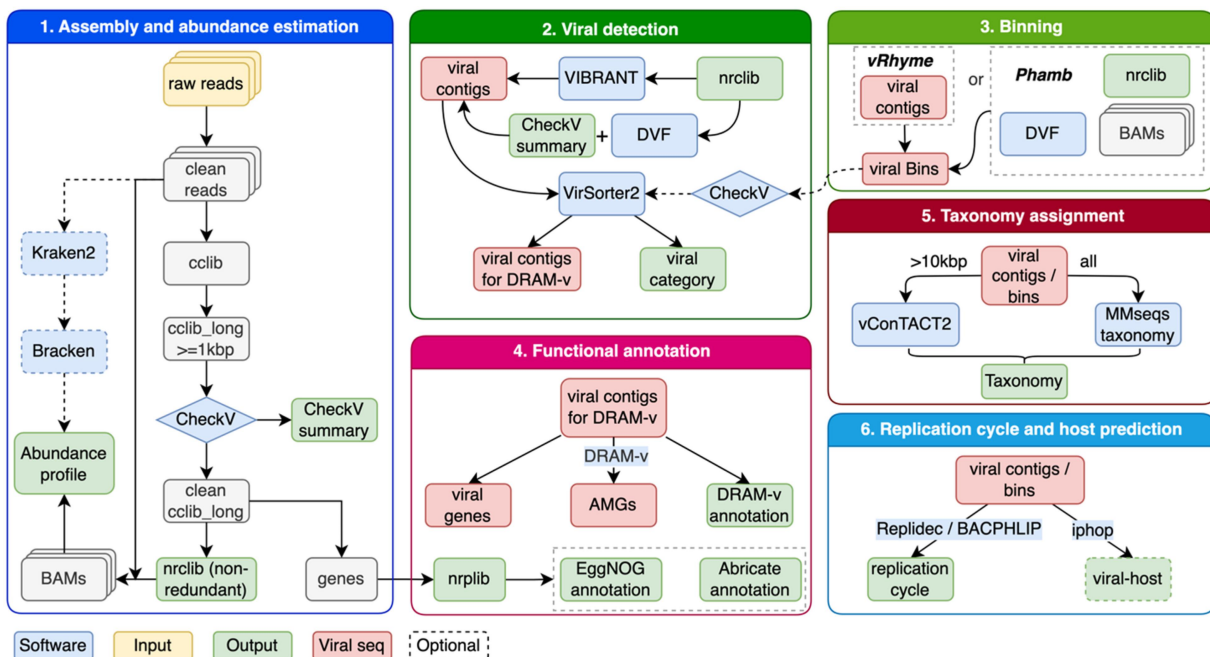 1. Assembly and abundance estimation
raw reads
clean
reads
Kraken2
cclib
Bracken
cclib_long
>=1kbp
CheckV
CheckV
summary
Abundance
profile
clean
cclib_long
BAMs
nrclib (non-
redundant)
genes
2. Viral detection
viral
contigs
VIBRANT
nrclib
CheckV
summary
+
DVF
VirSorter2
CheckV
viral contigs
for DRAM-v
viral
category
3. Binning
vRhyme
viral
contigs
or
Phamb
nrclib
DVF
BAMs
viral Bins
4. Functional annotation
viral contigs
for DRAM-v
DRAM-v
viral
genes
AMGs
DRAM-v
annotation
nrplib
EggNOG
annotation
Abricate
annotation
5. Taxonomy assignment
>10kbp
viral
contigs /
bins
all
vConTACT2
MMseqs
taxonomy
Taxonomy
6. Replication cycle and host prediction
viral contigs /
bins
Replidec / BACPHLIP
iphop
replication
cycle
viral-host
Software
Input
Output
Viral seq
Optional